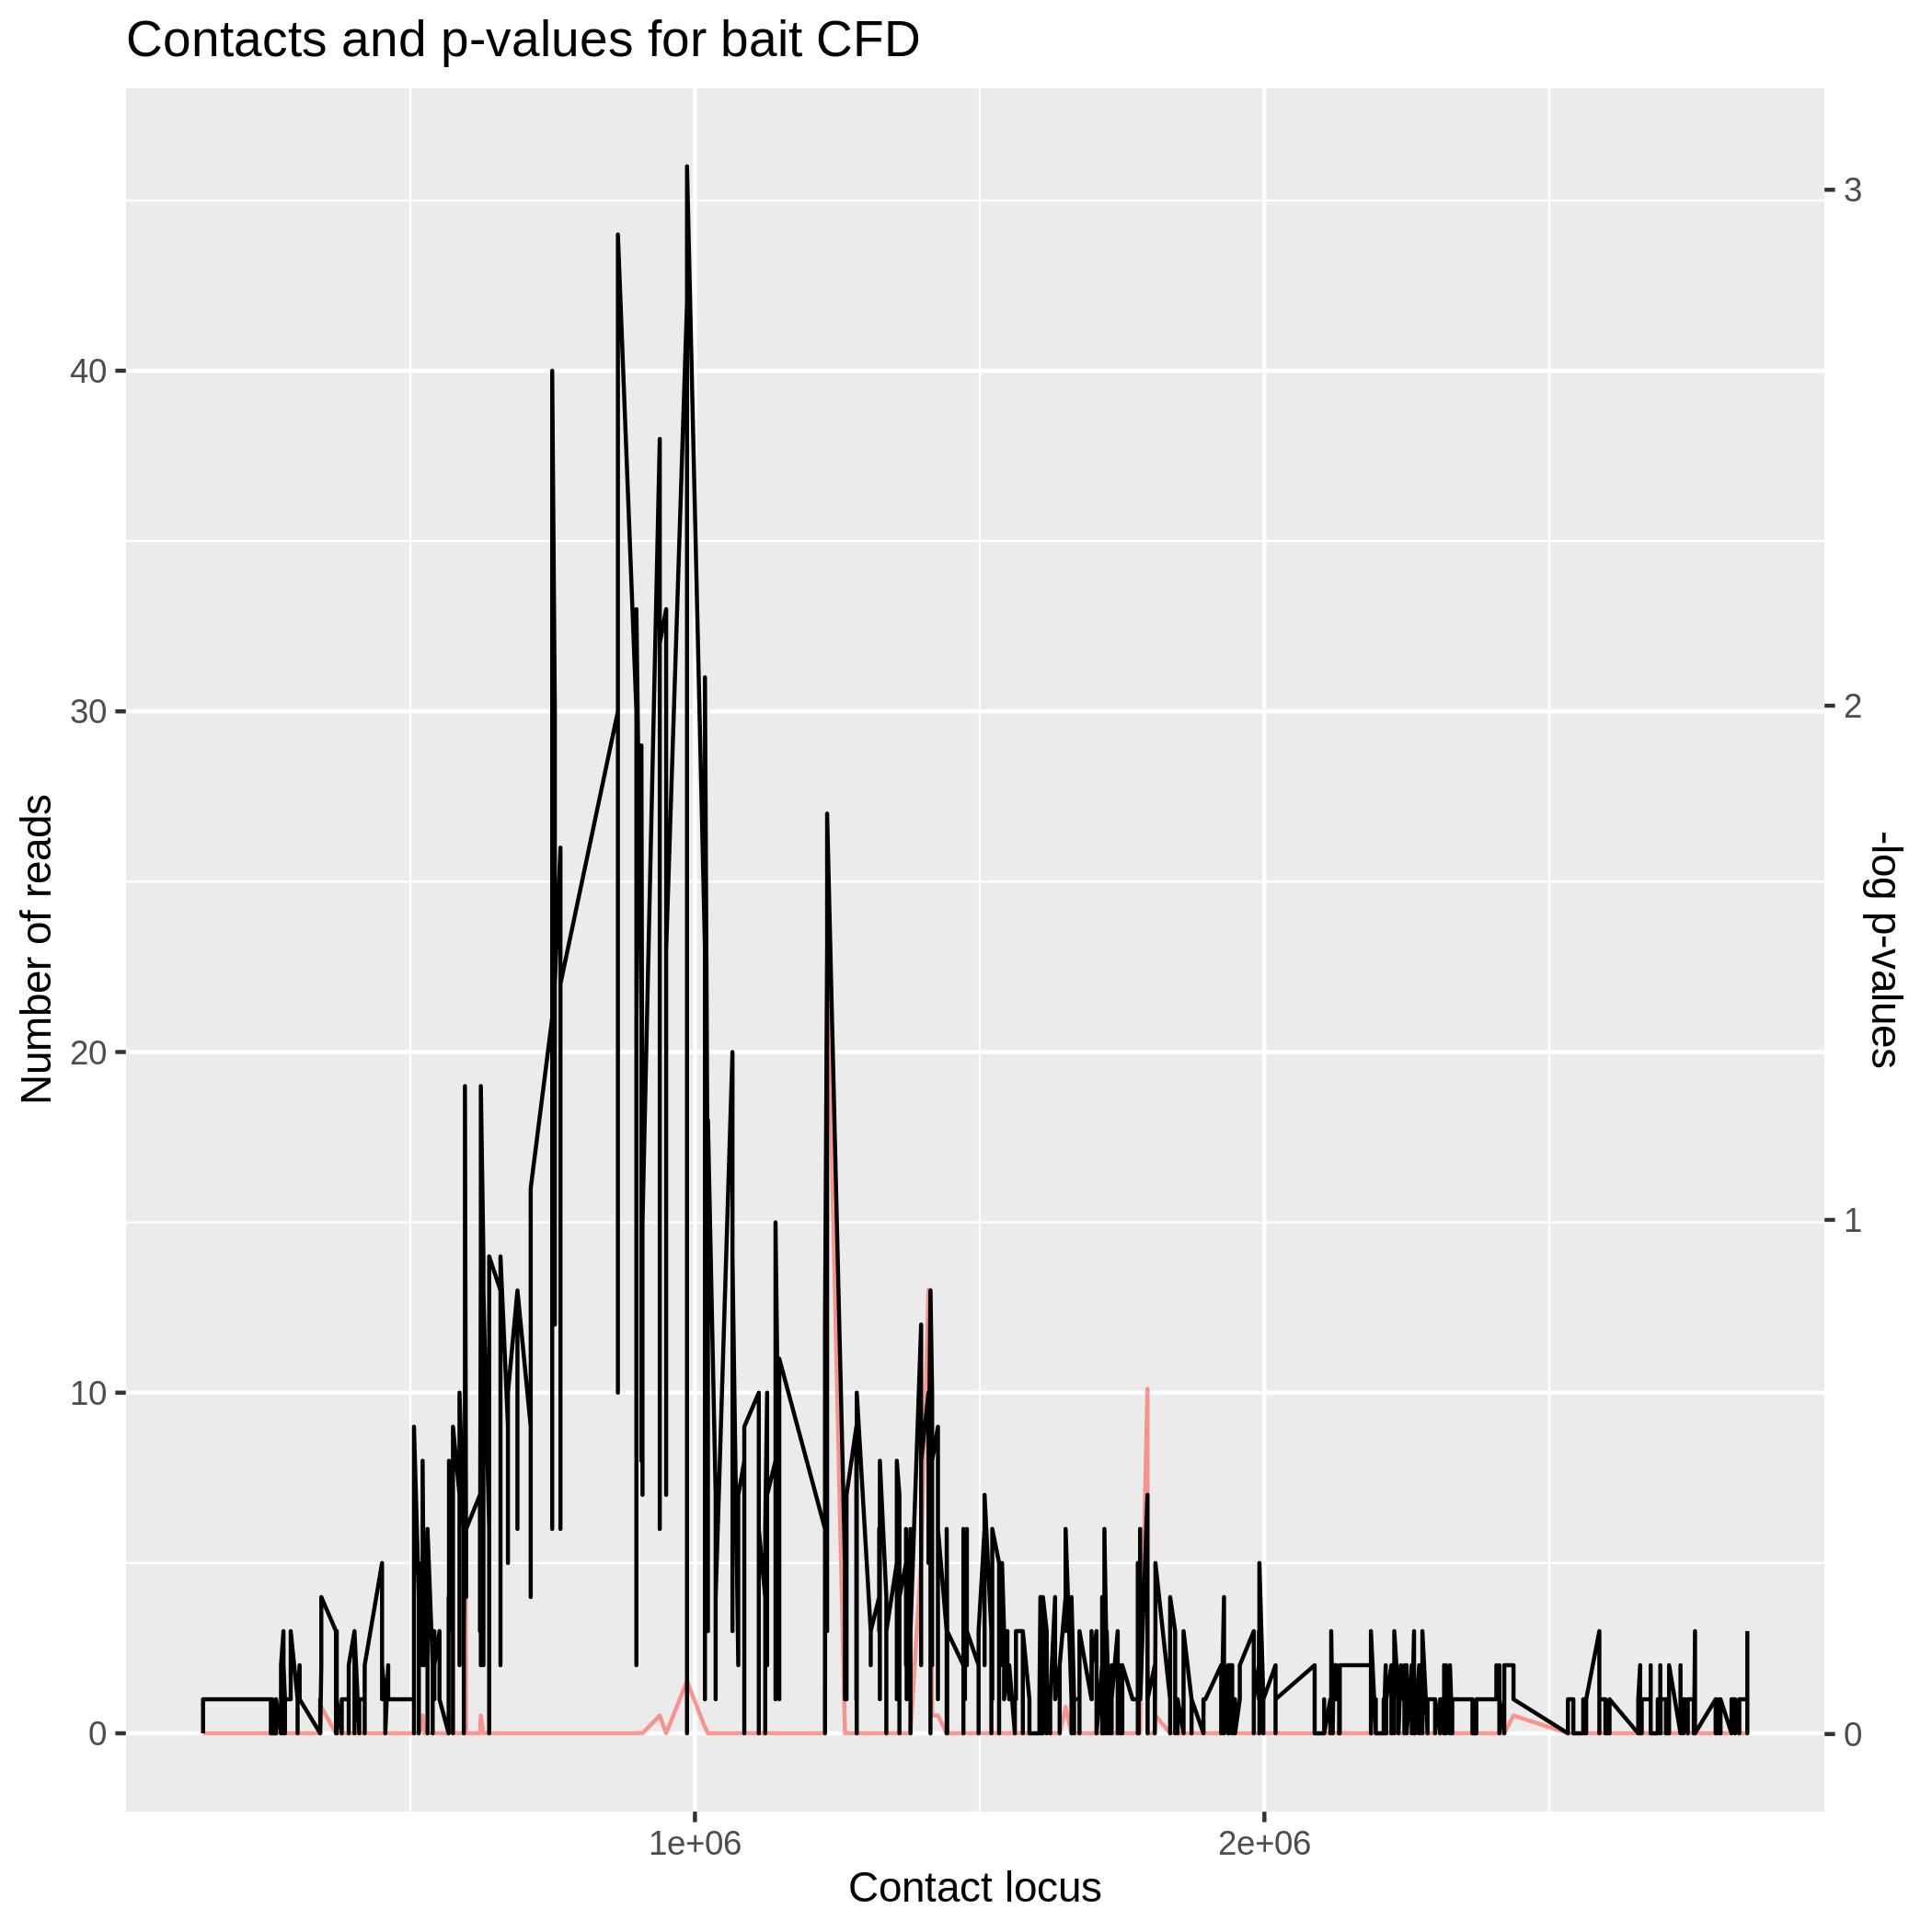 Contacts and p-values for bait CFD
Number of reads
40
30
20
10
0
3
2
1
0
-log p-values
1e+06
2e+06
Contact locus